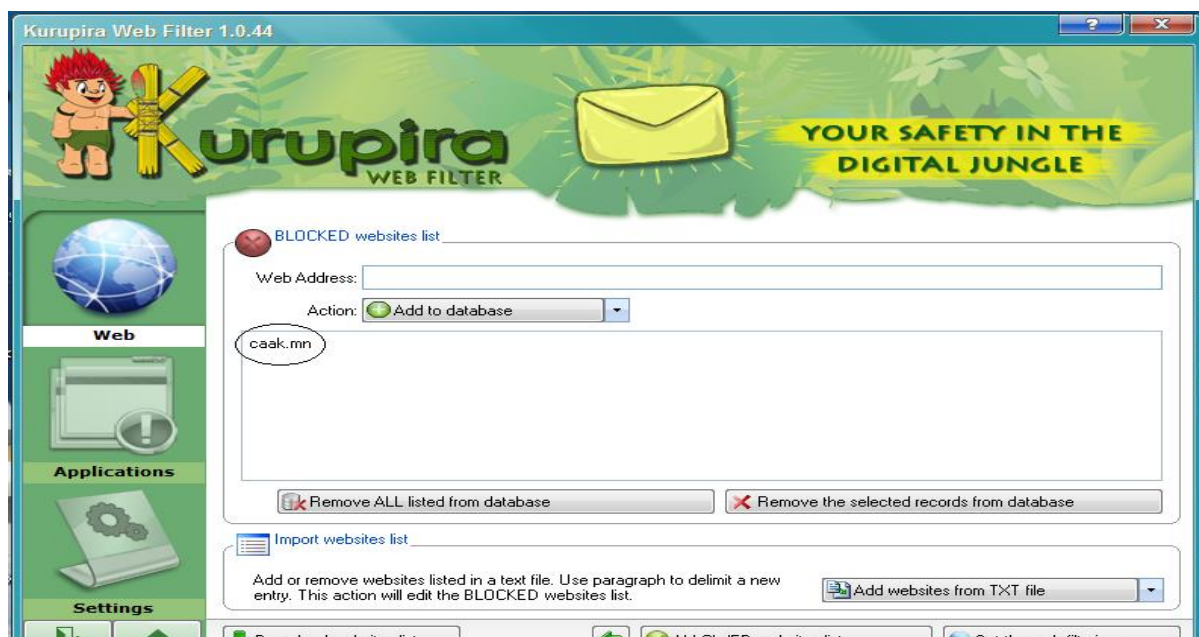 Kurupira Web Filter 1.0.44
Kurupira
WEB FILTER
YOUR SAFETY IN THE
DIGITAL JUNGLE
Web
Applications
Settings
BLOCKED websites list
Web Address:
Action: Add to database
caak.mn
Remove ALL listed from database
Remove the selected records from database
Import websites list
Add or remove websites listed in a text file. Use paragraph to delimit a new
entry. This action will edit the BLOCKED websites list.
Add websites from TXT file